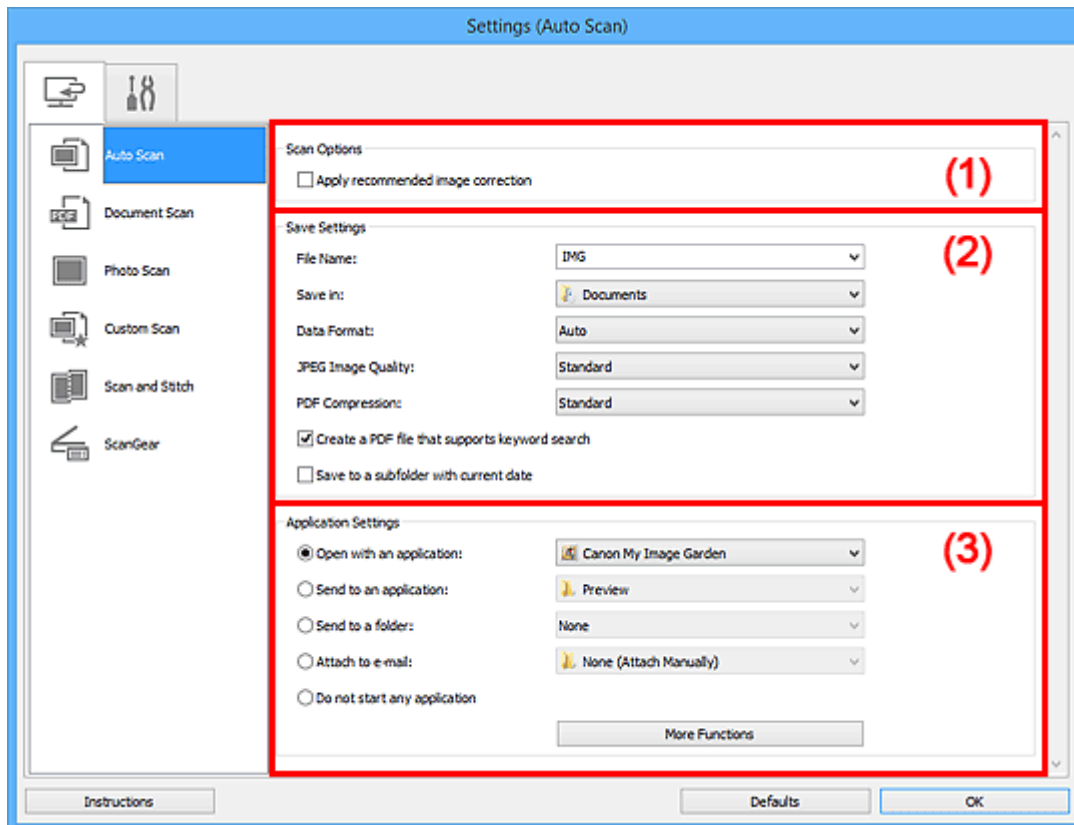 Settings (Auto Scan)
Auto Scan
Document Scan
Photo Scan
Custom Scan
Scan and Stitch
ScanGear
Scan Options
Apply recommended image correction
(1)
Save Settings
(2)
File Name: IMG
Save in: Documents
Data Format: Auto
JPEG Image Quality: Standard
PDF Compression: Standard
Create a PDF file that supports keyword search
Save to a subfolder with current date
Application Settings
(3)
Open with an application: Canon My Image Garden
Send to an application: Preview
Send to a folder: None
Attach to e-mail: None (Attach Manually)
Do not start any application
More Functions
Instructions Defaults OK